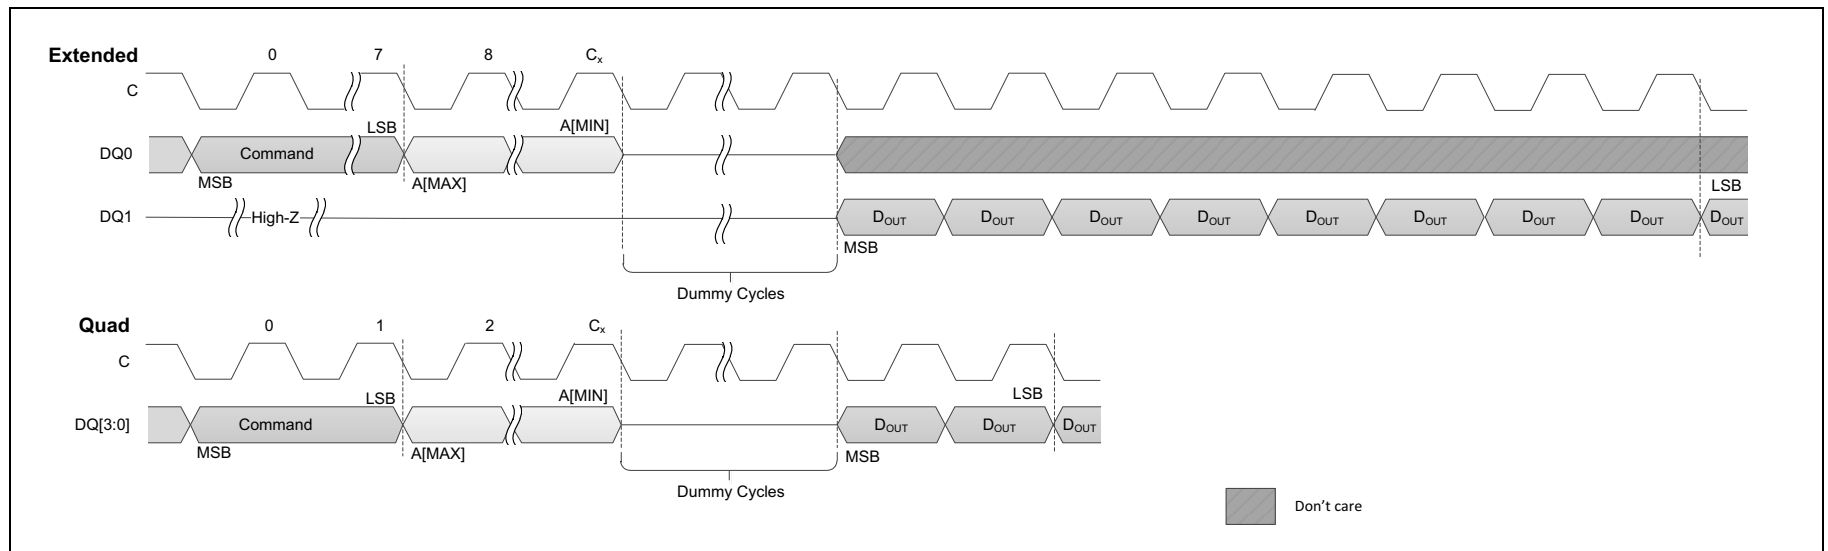 Extended 0 7 8 Cx
C
LSB A[MIN]
DQ0 Command
MSB A[MAX] LSB
DQ1 High-Z DOUT DOUT DOUT DOUT DOUT DOUT DOUT DOUT DOUT
MSB
Dummy Cycles
Quad 0 1 2 Cx
C
LSB A[MIN] LSB
DQ[3:0] Command DOUT DOUT DOUT
MSB A[MAX] MSB
Dummy Cycles
Don't care